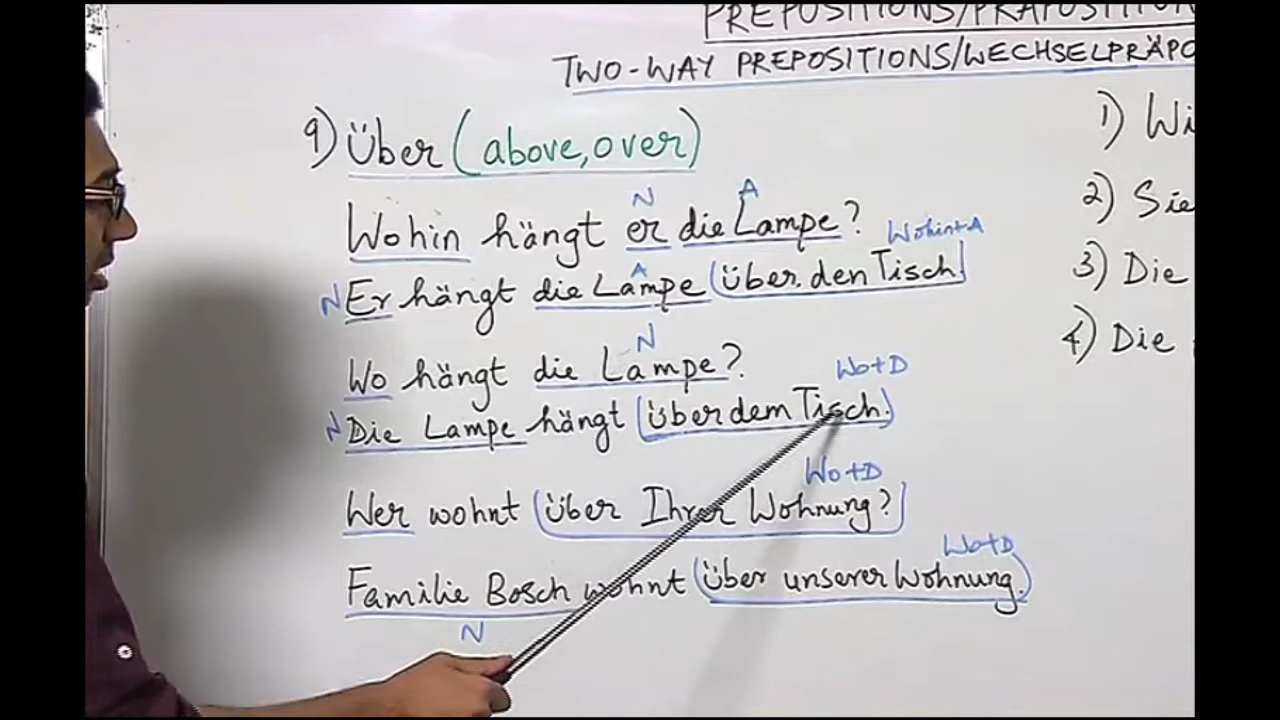 PREPOSITIONS/PRÄPOSITION
TWO-WAY PREPOSITIONS/WECHSELPRÄPO
9) Über (above, over)
N A
Wohin hängt er die Lampe?
Wohin+A
A
N Er hängt die Lampe (über den Tisch)
N
Wo hängt die Lampe?
Wo+D
N Die Lampe hängt (über dem Tisch.)
Wo+D
Wer wohnt (über Ihrer Wohnung?)
Wo+D
Familie Bosch wohnt (über unserer Wohnung.)
N
1) Wi
2) Sie
3) Die
4) Die